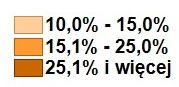 10,0% - 15,0%
15,1% - 25,0%
25,1% i więcej